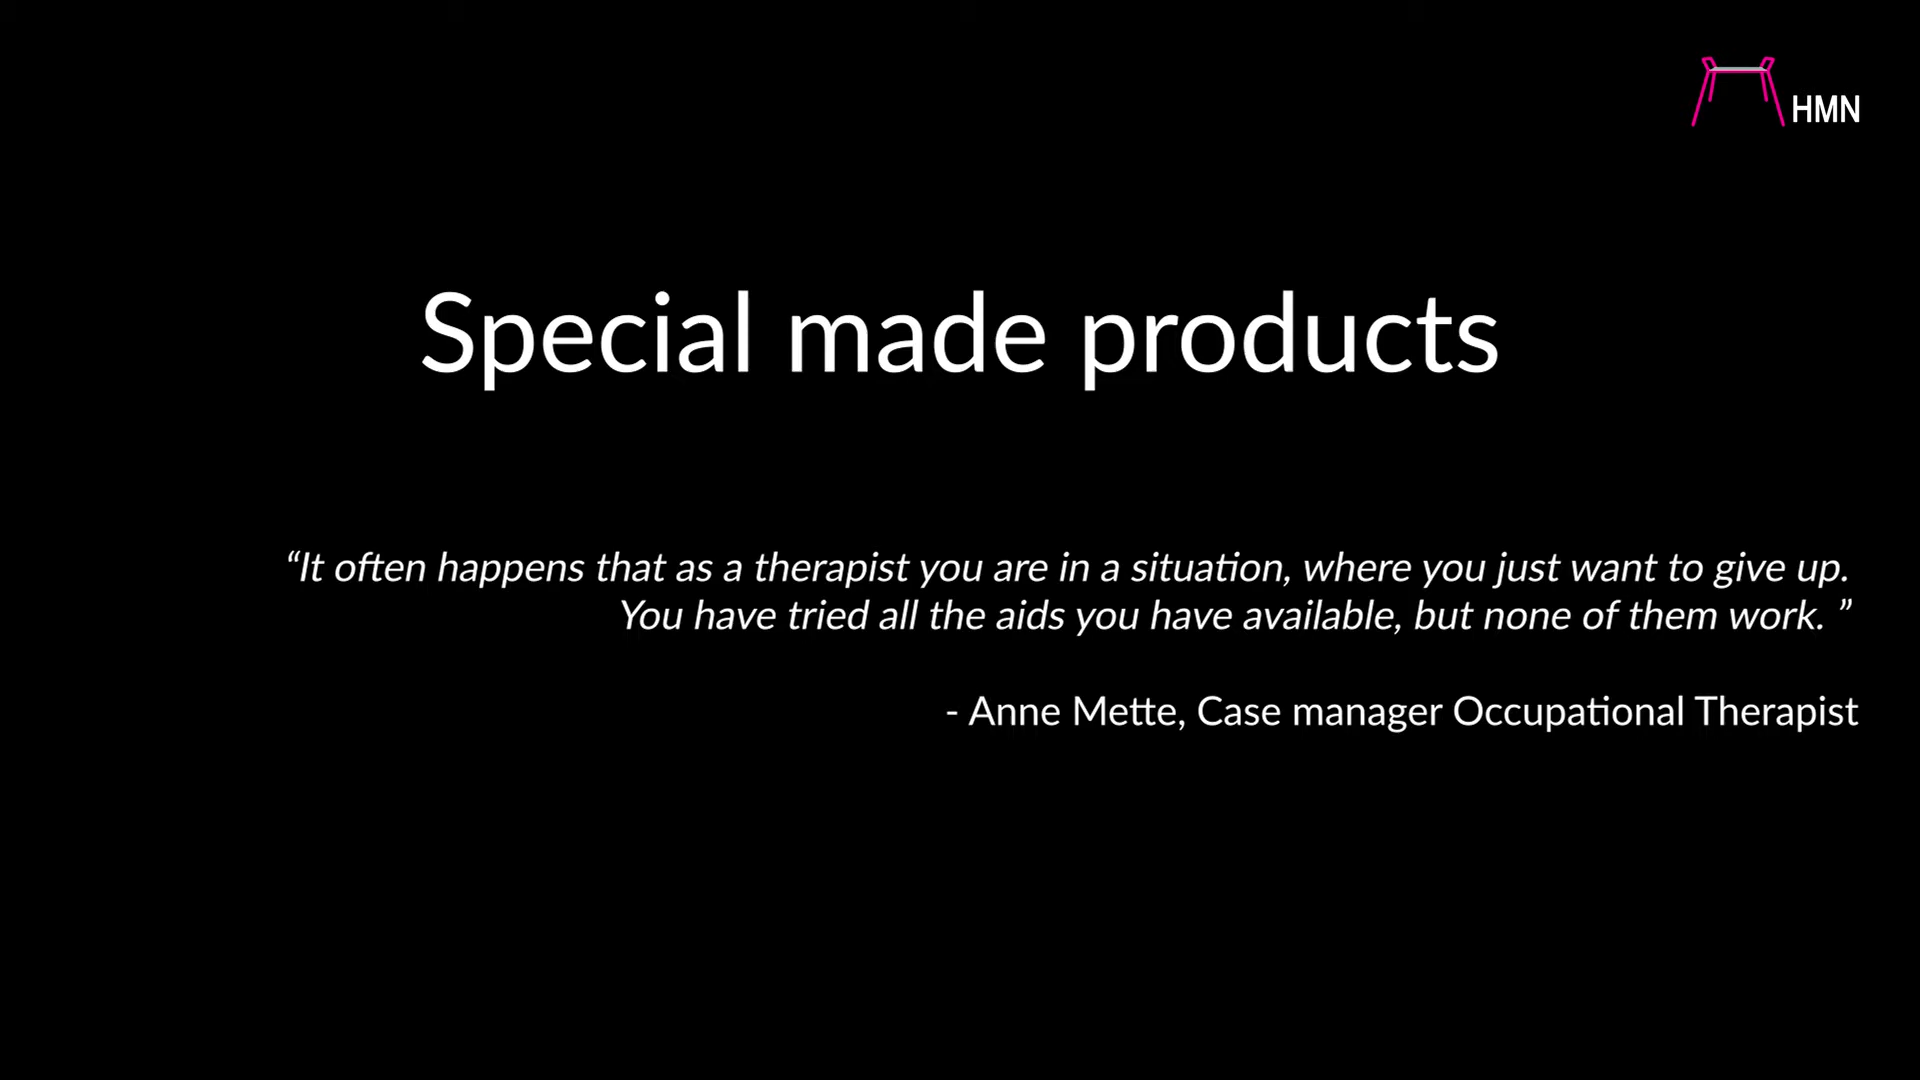 HMN
Special made products
“It often happens that as a therapist you are in a situation, where you just want to give up.
You have tried all the aids you have available, but none of them work. ”
- Anne Mette, Case manager Occupational Therapist